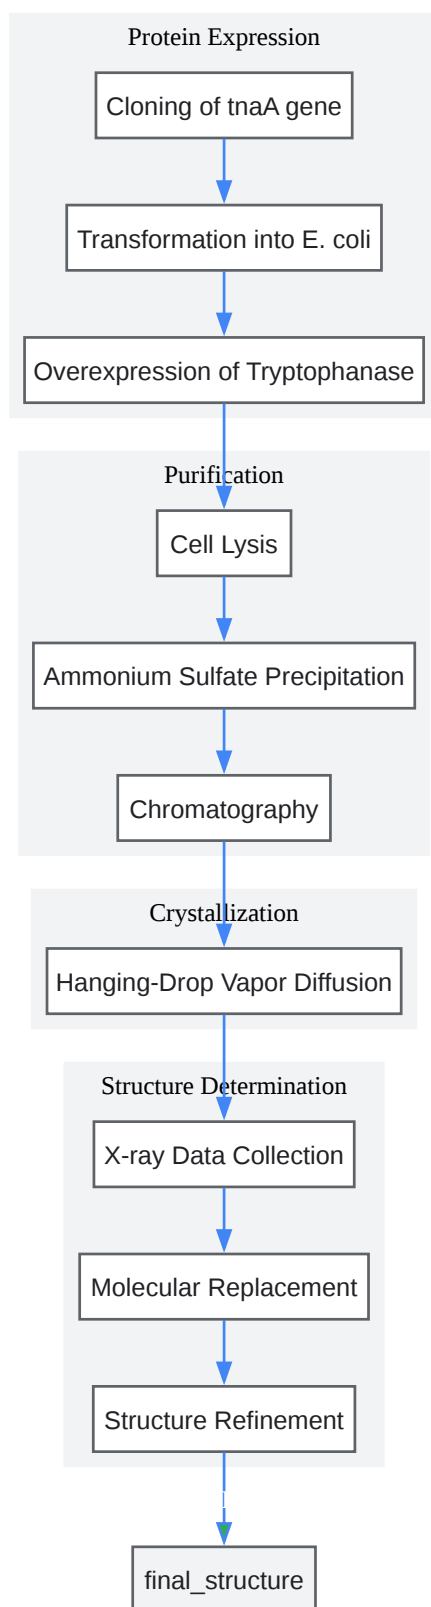 Protein Expression
Cloning of tnaA gene
Transformation into E. coli
Overexpression of Tryptophanase
Purification
Cell Lysis
Ammonium Sulfate Precipitation
Chromatography
Crystallization
Hanging-Drop Vapor Diffusion
Structure Determination
X-ray Data Collection
Molecular Replacement
Structure Refinement
final_structure